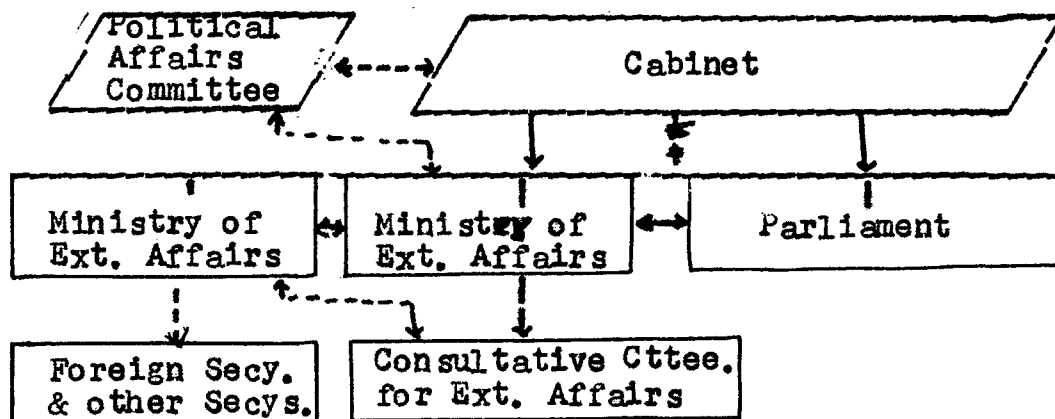 Political
Affairs
Committee
Cabinet
Ministry of
Ext. Affairs
Ministry of
Ext. Affairs
Parliament
Foreign Secy.
& other Secys.
Consultative Cttee.
for Ext. Affairs